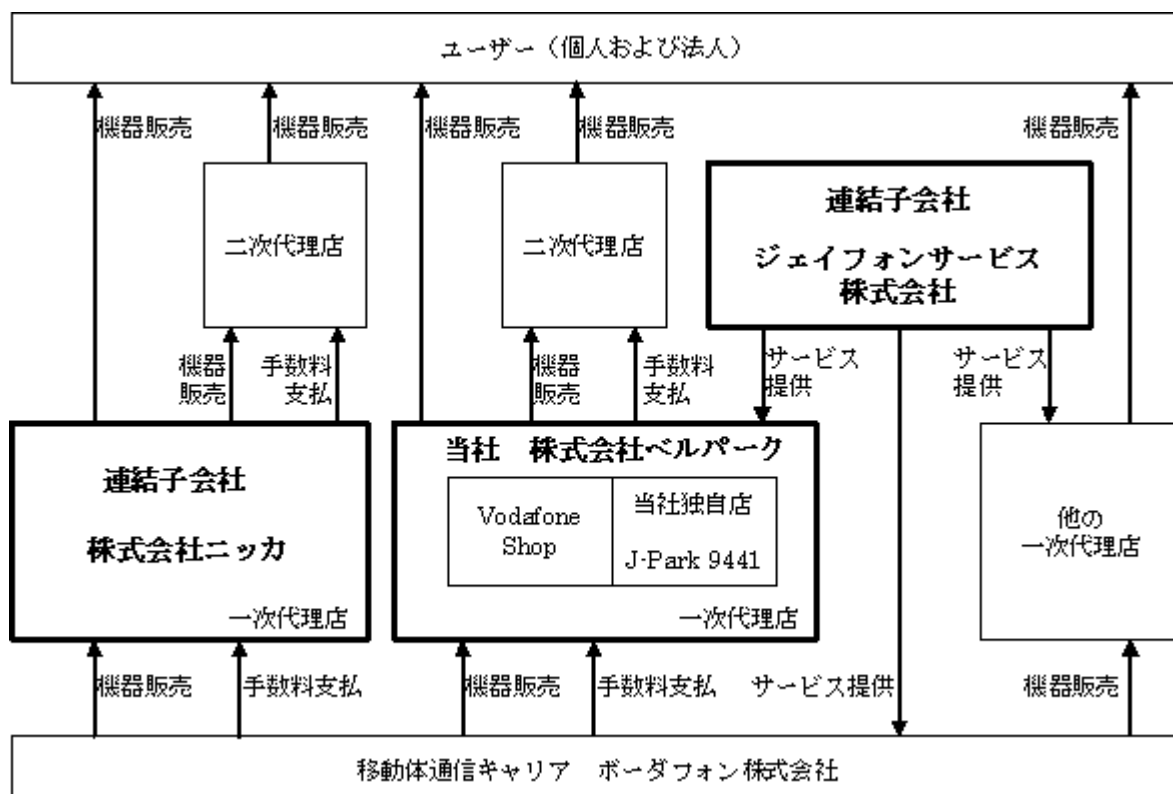 ユーザー（個人および法人）
機器販売
機器販売
機器販売
機器販売
機器販売
二次代理店
二次代理店
連結子会社
ジェイフォンサービス
株式会社
機器
販売
手数料
支払
機器
販売
手数料
支払
サービス
提供
サービス
提供
連結子会社
株式会社ニッカ
一次代理店
当社　株式会社ベルパーク
Vodafone
Shop
当社独自店
J-Park 9441
一次代理店
他の
一次代理店
機器販売
手数料支払
機器販売
手数料支払
サービス提供
機器販売
移動体通信キャリア　ボーダフォン株式会社